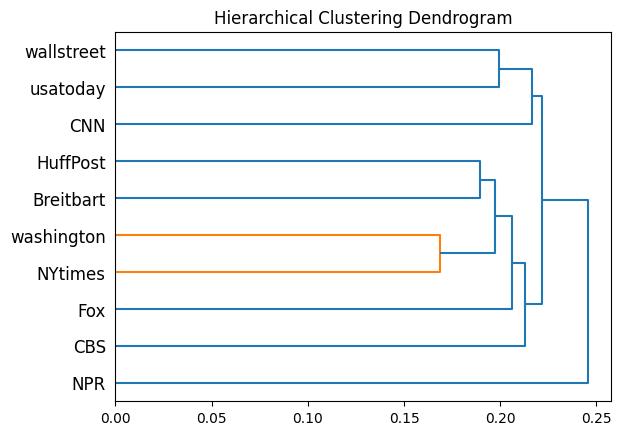 Hierarchical Clustering Dendrogram
wallstreet
usatoday
CNN
HuffPost
Breitbart
washington
NYtimes
Fox
CBS
NPR
0.00 0.05 0.10 0.15 0.20 0.25